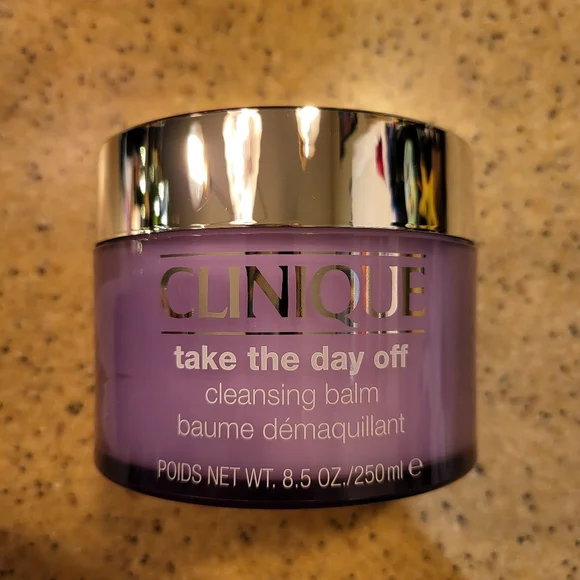 CLINIQUE
take the day off
cleansing balm
baume démaquillant
POIDS NET WT. 8.5 OZ./250 ml ℮